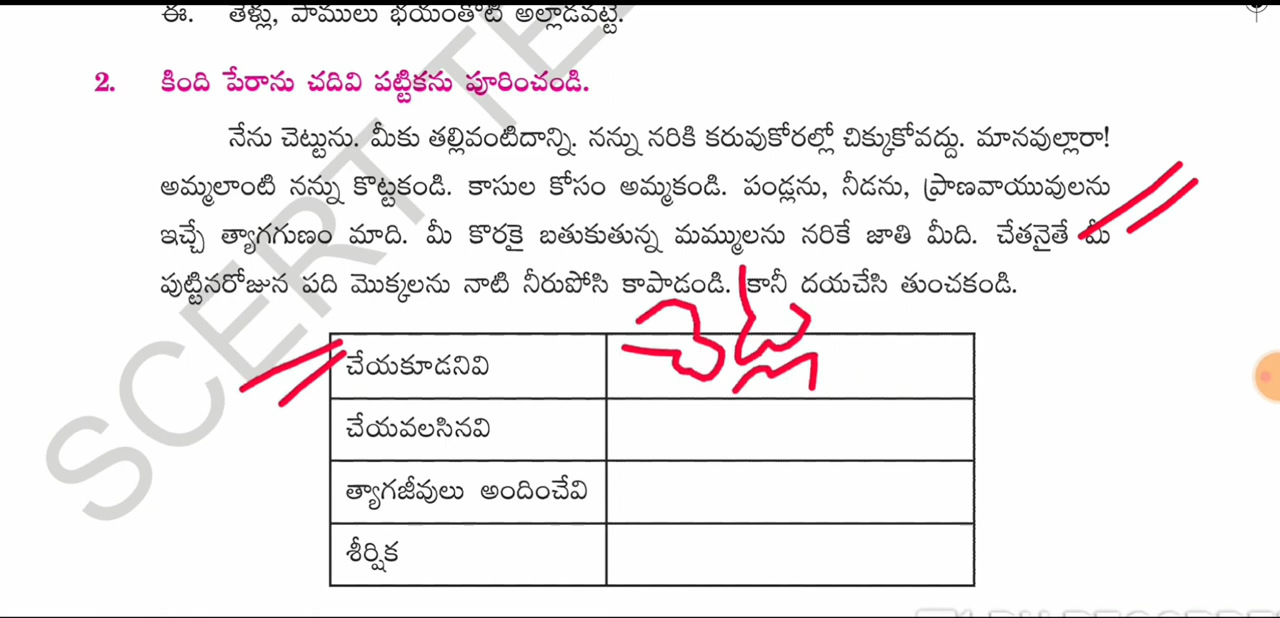 ఈ. తేళ్లు, పాములు భయంతోటి అల్లాడవట్టె.
2. కింది పేరాను చదివి పట్టికను పూరించండి.
నేను చెట్టును. మీకు తల్లివంటిదాన్ని. నన్ను నరికి కరువుకోరల్లో చిక్కుకోవద్దు. మానవుల్లారా!
అమ్మలాంటి నన్ను కొట్టకండి. కాసుల కోసం అమ్మకండి. పండ్లను, నీడను, ప్రాణవాయువులను
ఇచ్చే త్యాగగుణం మాది. మీ కొరకై బతుకుతున్న మమ్ములను నరికే జాతి మీది. చేతనైతే మీ
పుట్టినరోజున పది మొక్కలను నాటి నీరుపోసి కాపాడండి. కానీ దయచేసి తుంచకండి.
చేయకూడనివి చెట్ల
చేయవలసినవి
త్యాగజీవులు అందించేవి
శీర్షిక
SCERT TE